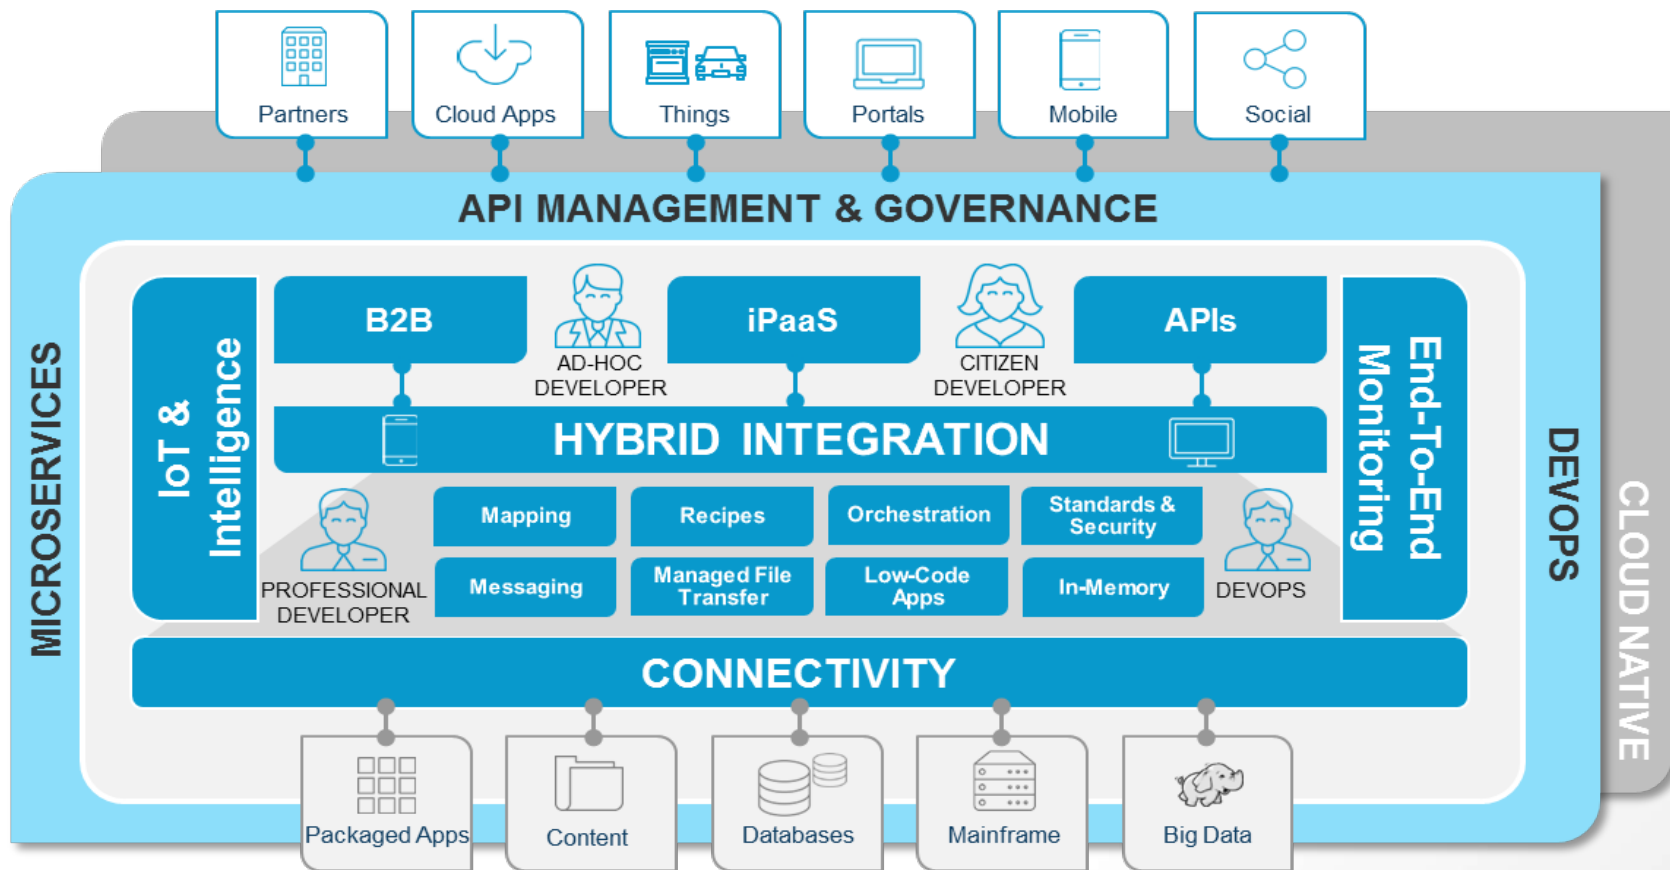 Partners
Cloud Apps
Things
Portals
Mobile
Social
API MANAGEMENT & GOVERNANCE
MICROSERVICES
IoT &
Intelligence
B2B
AD-HOC
DEVELOPER
iPaaS
CITIZEN
DEVELOPER
APIs
End-To-End
Monitoring
DEVOPS
CLOUD NATIVE
HYBRID INTEGRATION
PROFESSIONAL
DEVELOPER
Mapping
Recipes
Orchestration
Standards &
Security
Messaging
Managed File
Transfer
Low-Code
Apps
In-Memory
DEVOPS
CONNECTIVITY
Packaged Apps
Content
Databases
Mainframe
Big Data